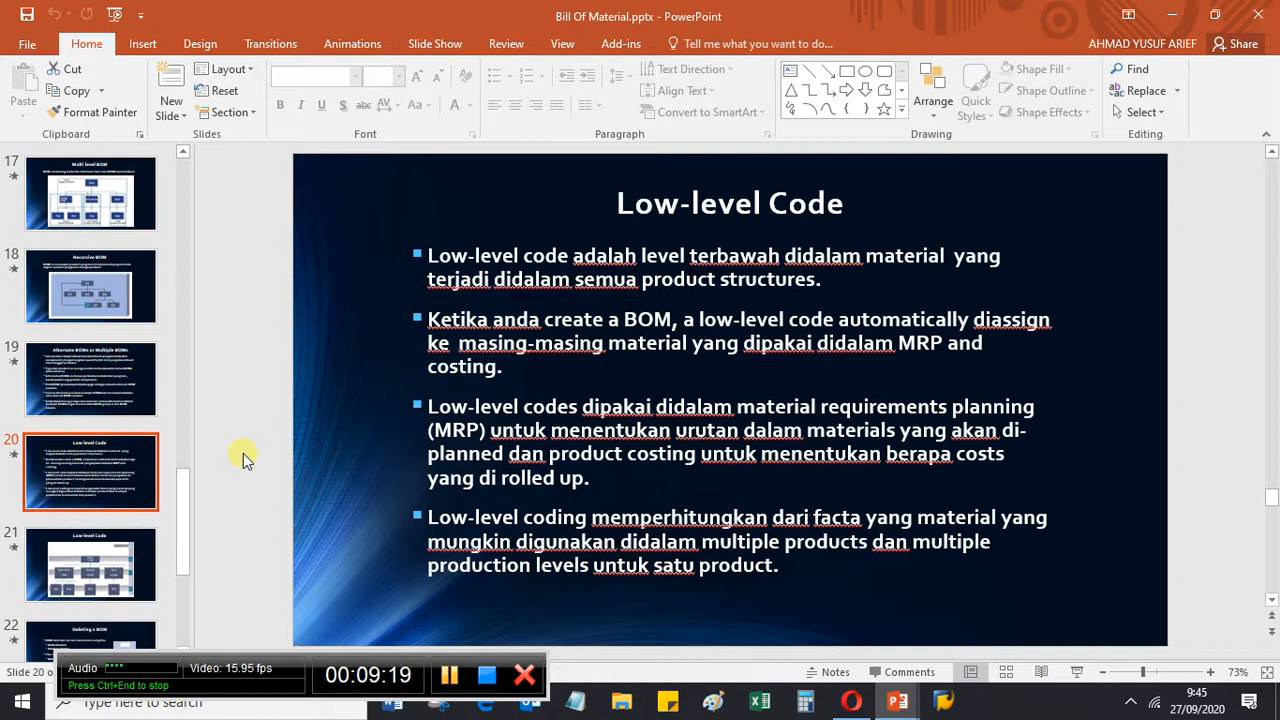 Bill Of Material.pptx - PowerPoint
File Home Insert Design Transitions Animations Slide Show Review View Add-ins Tell me what you want to do... AHMAD YUSUF ARIEF Share
Paste Cut Copy Format Painter Clipboard
New Slide Layout Reset Section Slides
Font
Text Direction Align Text Convert to SmartArt Paragraph
Arrange Quick Styles Shape Fill Shape Outline Shape Effects Drawing
Find Replace Select Editing
17
Multi level BOM
18
Recursive BOM
19
Alternate BOMs or Multiple BOMs
20
Low-level Code
21
Low-level Code
22
Deleting a BOM
Low-level Code
Low-level code adalah level terbawah didalam material yang
terjadi didalam semua product structures.
Ketika anda create a BOM, a low-level code automatically diassign
ke masing-masing material yang dipakai didalam MRP and
costing.
Low-level codes dipakai didalam material requirements planning
(MRP) untuk menentukan urutan dalam materials yang akan di-
planned dan product costing untuk menentukan berapa costs
yang di rolled up.
Low-level coding memperhitungkan dari facta yang material yang
mungkin digunakan didalam multiple products dan multiple
production levels untuk satu product.
Slide 20 o
Notes Comments 73%
Audio Video: 15.95 fps
Press Ctrl+End to stop
00:09:19
Type here to search
9:45
27/09/2020